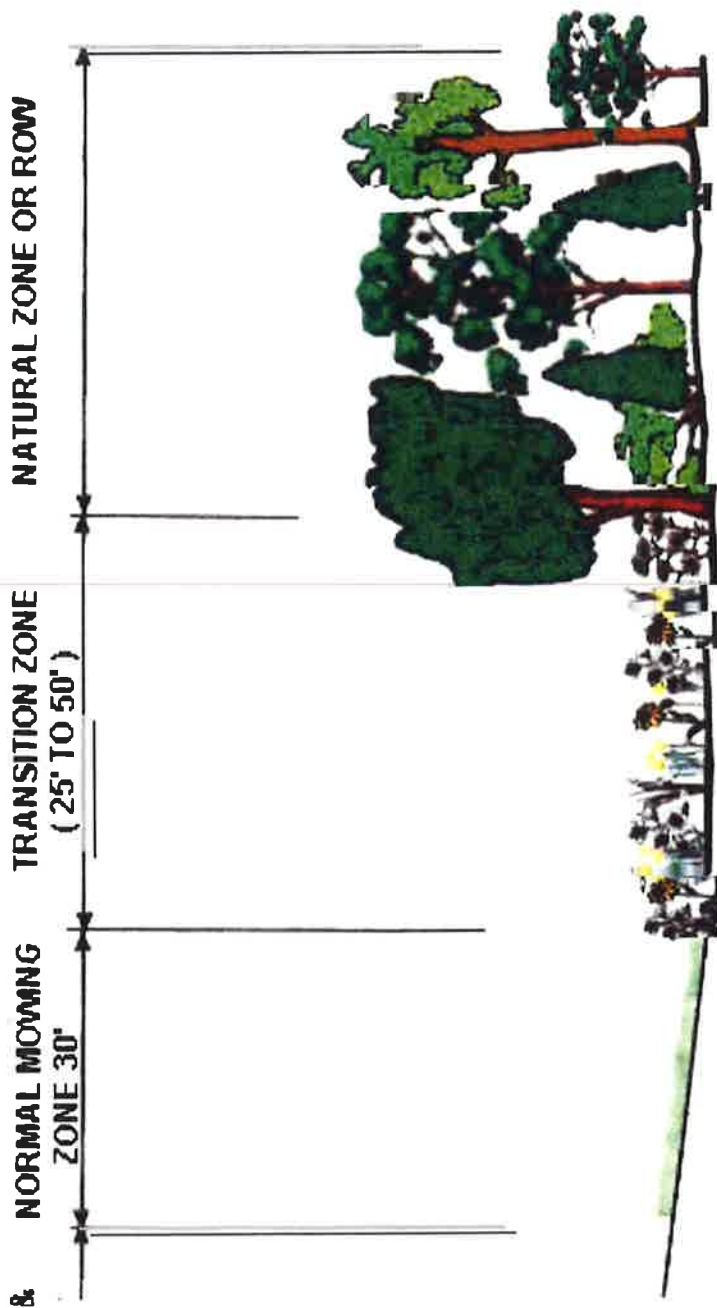 & NORMAL MOWING
ZONE 30'
TRANSITION ZONE
( 25' TO 50' )
NATURAL ZONE OR ROW